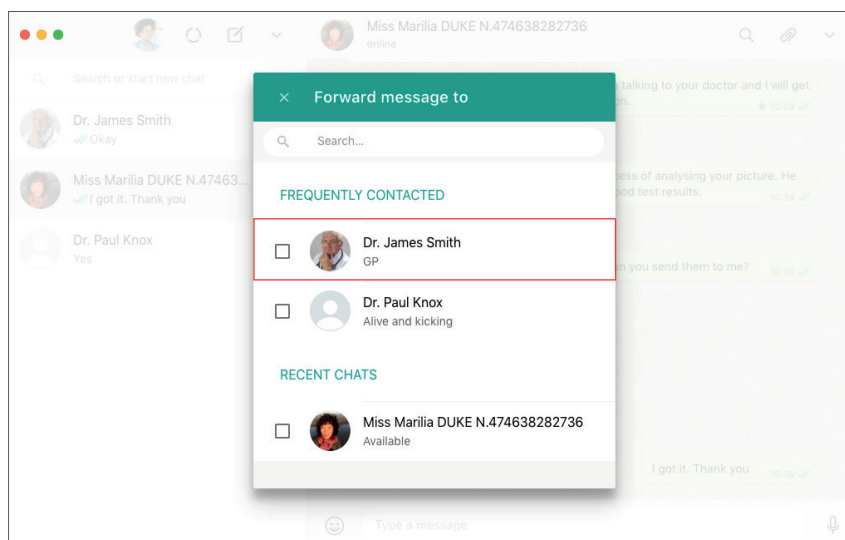 Miss Marilia DUKE N.474638282736
online
Search or start new chat
Dr. James Smith
Okay
Miss Marilia DUKE N.47463...
I got it. Thank you
Dr. Paul Knox
Yes
Forward message to
Search...
FREQUENTLY CONTACTED
Dr. James Smith
GP
Dr. Paul Knox
Alive and kicking
RECENT CHATS
Miss Marilia DUKE N.474638282736
Available
talking to your doctor and I will get
10:09
of analysing your picture. He
test results.
10:24
you send them to me?
I got it. Thank you
10:30
Type a message